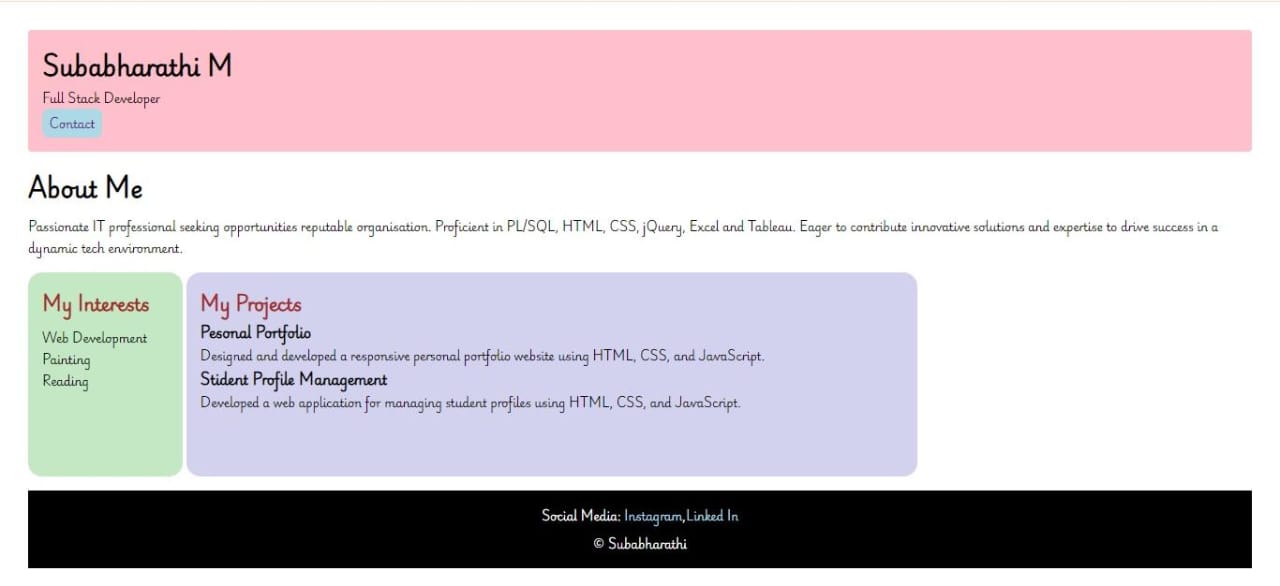 Subabharathi M
Full Stack Developer
Contact
About Me
Passionate IT professional seeking opportunities reputable organisation. Proficient in PL/SQL, HTML, CSS, jQuery, Excel and Tableau. Eager to contribute innovative solutions and expertise to drive success in a
dynamic tech environment.
My Interests
Web Development
Painting
Reading
My Projects
Pesonal Portfolio
Designed and developed a responsive personal portfolio website using HTML, CSS, and JavaScript.
Stident Profile Management
Developed a web application for managing student profiles using HTML, CSS, and JavaScript.
Social Media: Instagram,Linked In
© Subabharathi